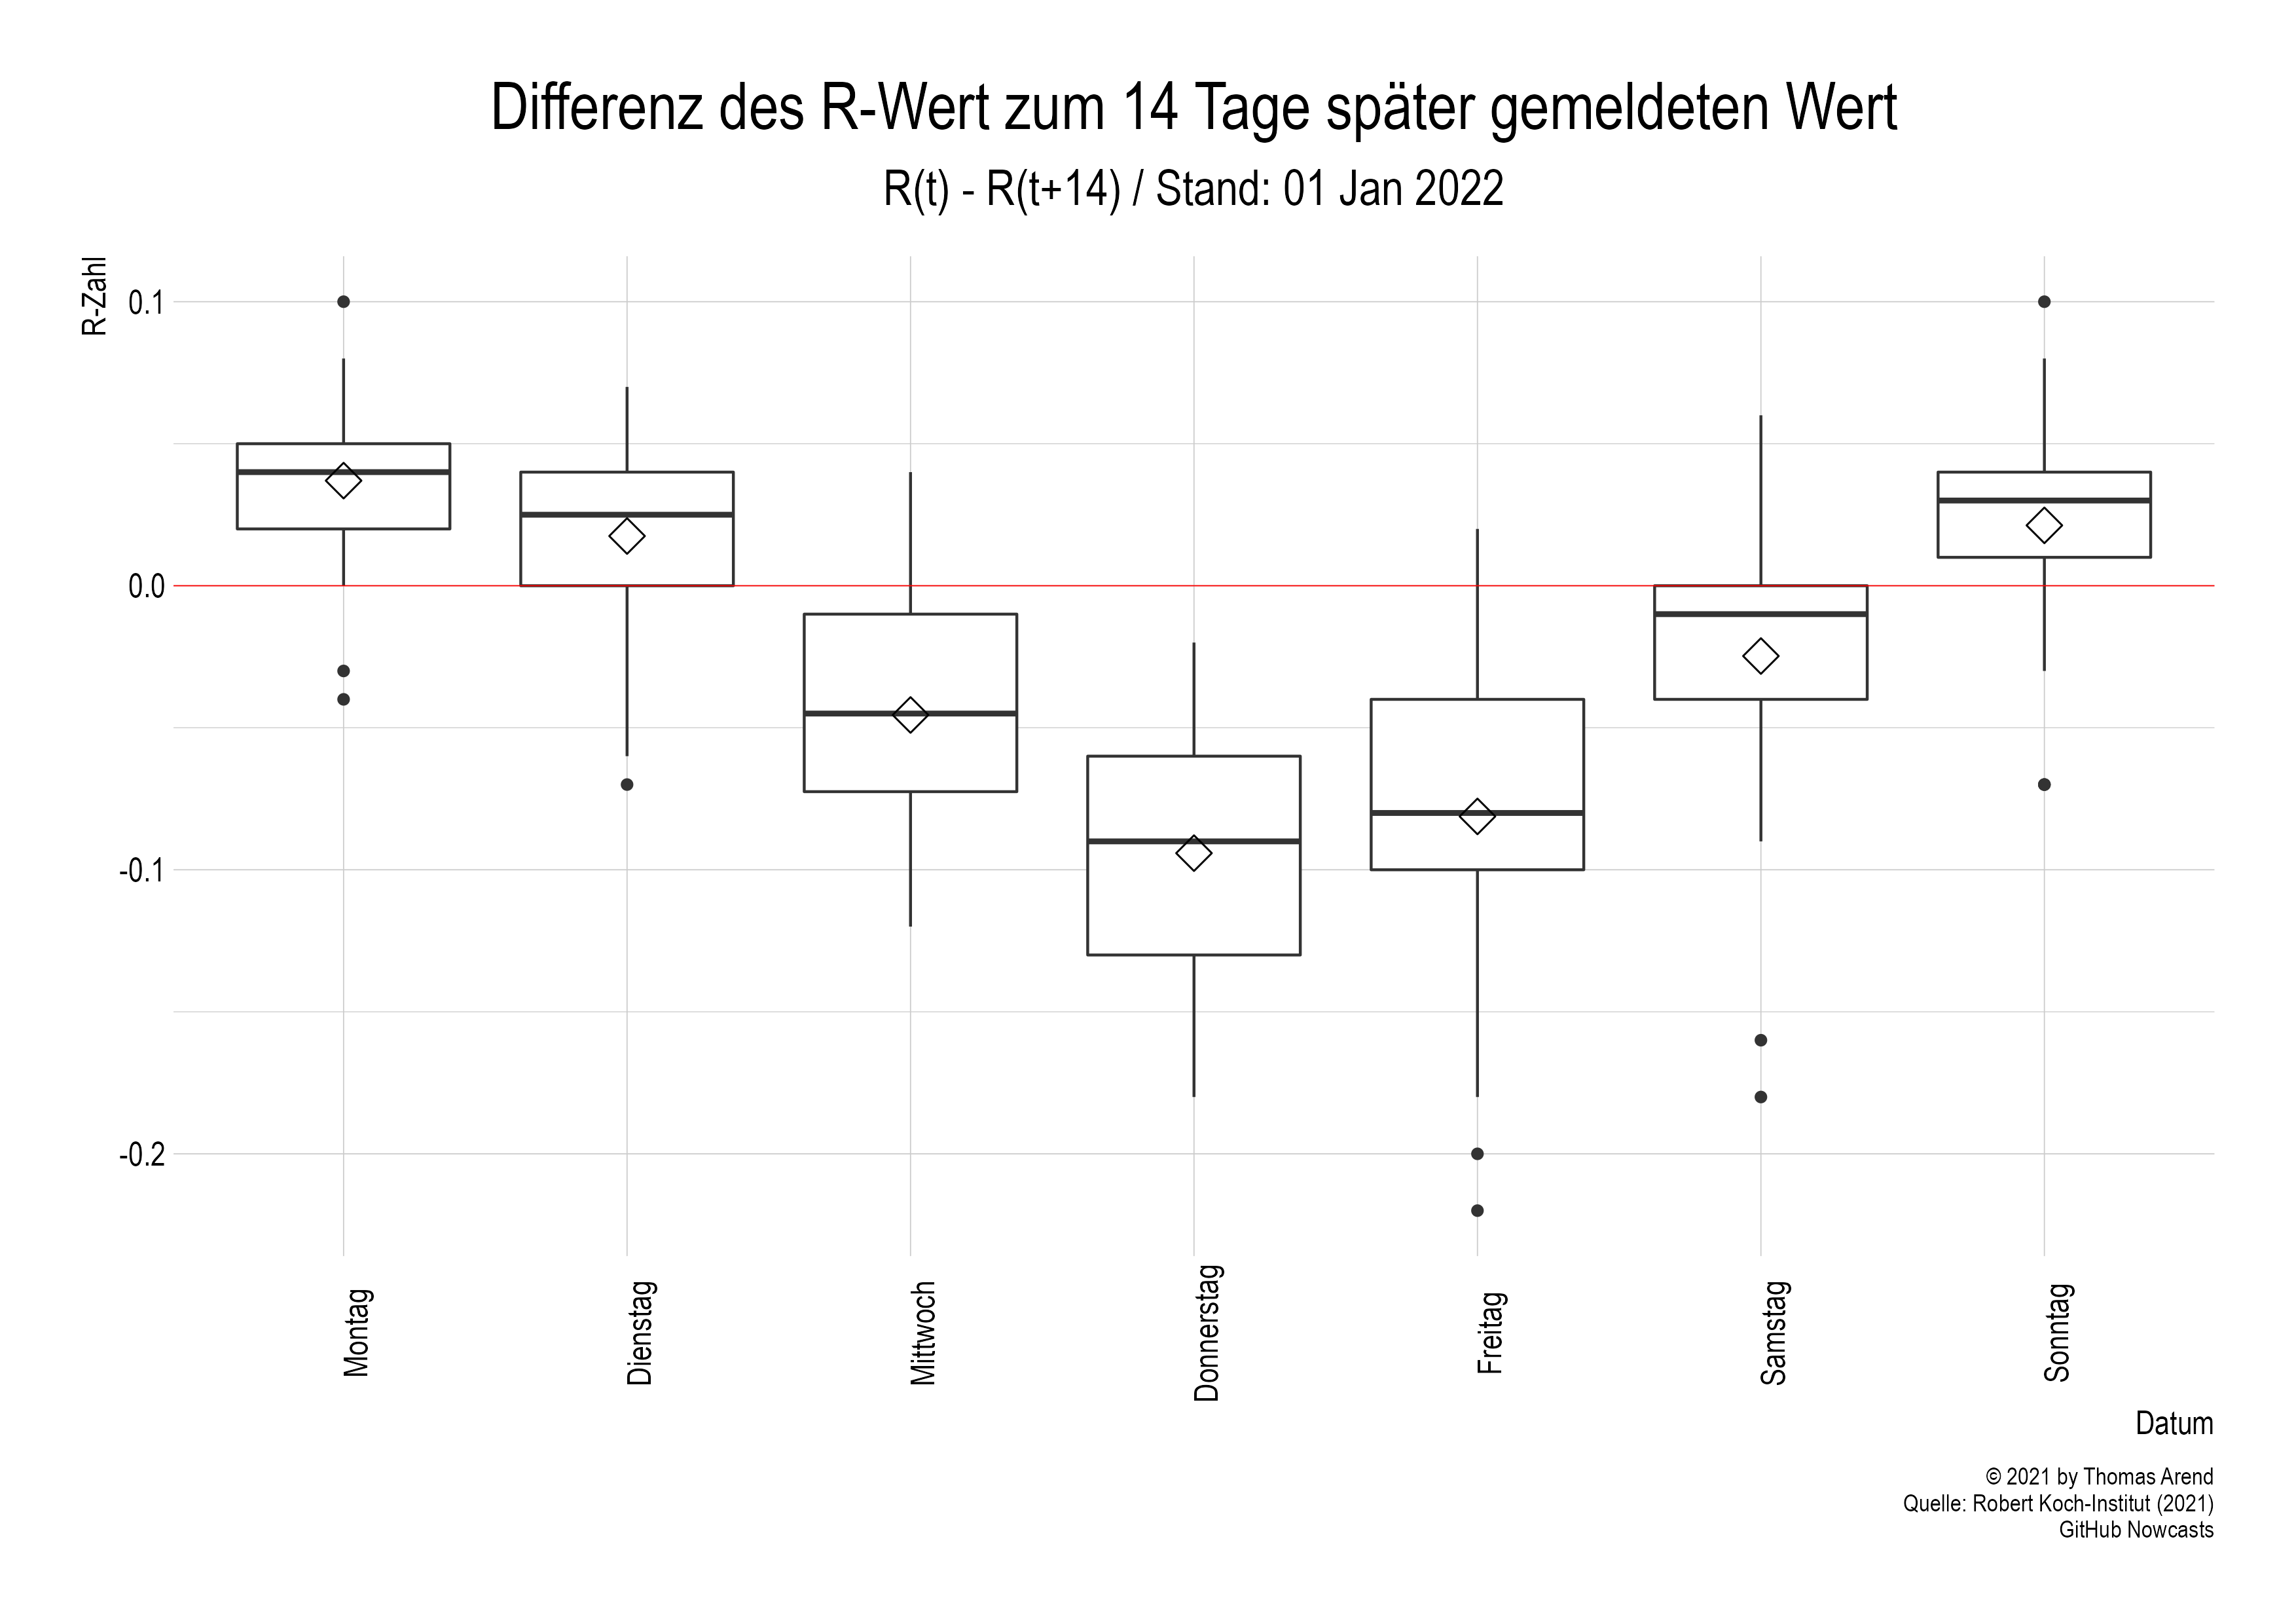 Differenz des R-Wert zum 14 Tage später gemeldeten Wert
R(t) - R(t+14) / Stand: 01 Jan 2022
R-Zahl
0.1
0.0
-0.1
-0.2
Montag
Dienstag
Mittwoch
Donnerstag
Freitag
Samstag
Sonntag
Datum
© 2021 by Thomas Arend
Quelle: Robert Koch-Institut (2021)
GitHub Nowcasts